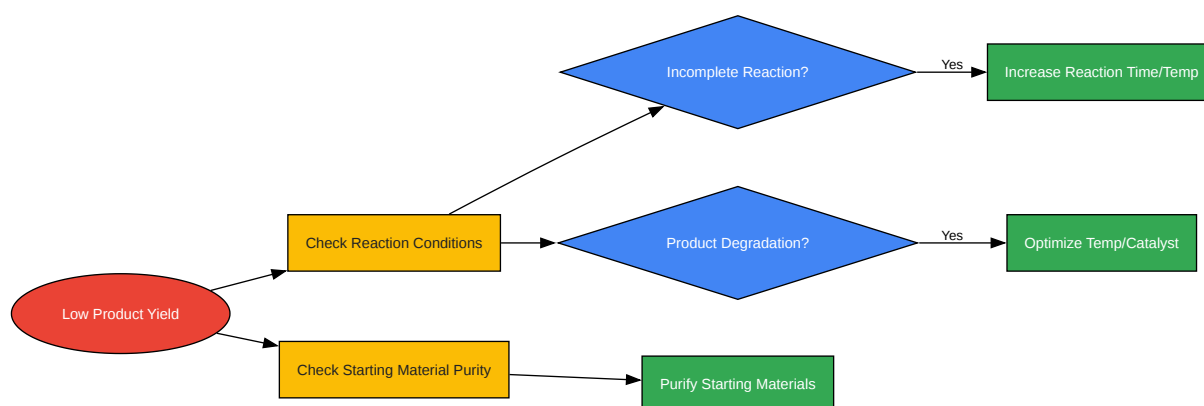 Incomplete Reaction?
Yes
Increase Reaction Time/Temp
Check Reaction Conditions
Product Degradation?
Yes
Optimize Temp/Catalyst
Low Product Yield
Check Starting Material Purity
Purify Starting Materials